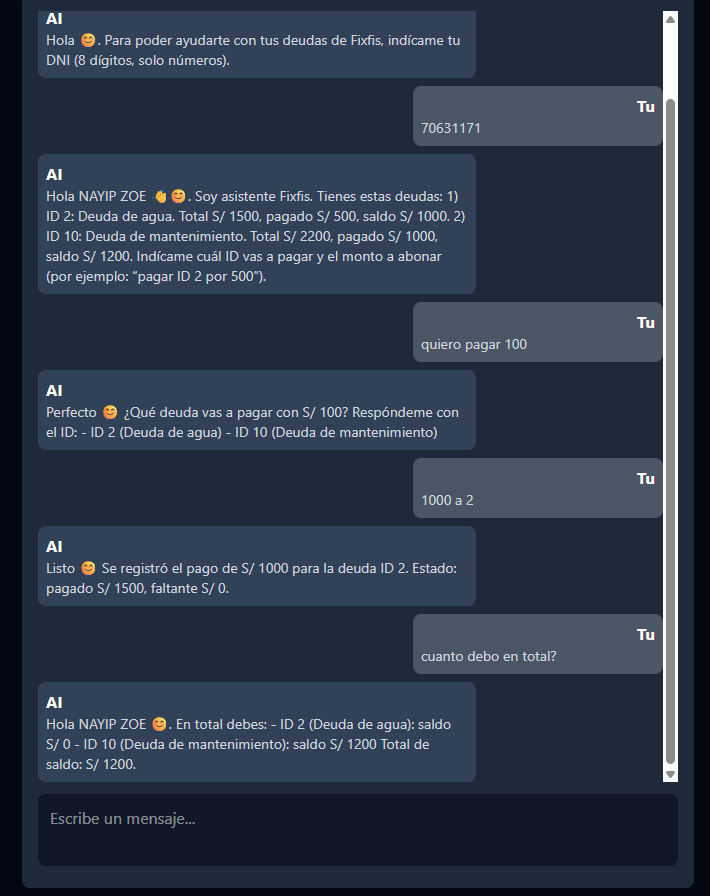 AI
Hola 😊. Para poder ayudarte con tus deudas de Fixfis, indícame tu
DNI (8 dígitos, solo números).
Tu
70631171
AI
Hola NAYIP ZOE 👏😊. Soy asistente Fixfis. Tienes estas deudas: 1)
ID 2: Deuda de agua. Total S/ 1500, pagado S/ 500, saldo S/ 1000. 2)
ID 10: Deuda de mantenimiento. Total S/ 2200, pagado S/ 1000,
saldo S/ 1200. Indícame cuál ID vas a pagar y el monto a abonar
(por ejemplo: “pagar ID 2 por 500”).
Tu
quiero pagar 100
AI
Perfecto 😊 ¿Qué deuda vas a pagar con S/ 100? Respóndeme con
el ID: - ID 2 (Deuda de agua) - ID 10 (Deuda de mantenimiento)
Tu
1000 a 2
AI
Listo 😊 Se registró el pago de S/ 1000 para la deuda ID 2. Estado:
pagado S/ 1500, faltante S/ 0.
Tu
cuanto debo en total?
AI
Hola NAYIP ZOE 😊. En total debes: - ID 2 (Deuda de agua): saldo
S/ 0 - ID 10 (Deuda de mantenimiento): saldo S/ 1200 Total de
saldo: S/ 1200.
Escribe un mensaje...